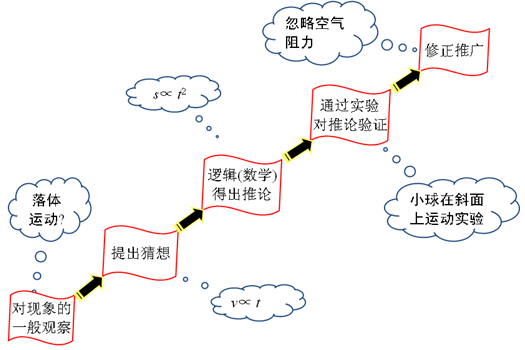 忽略空气
阻力
修正推广
s∝ t²
通过实验
对推论验证
逻辑(数学)
得出推论
落体
运动?
小球在斜面
上运动实验
提出猜想
对现象的
一般观察
v∝ t